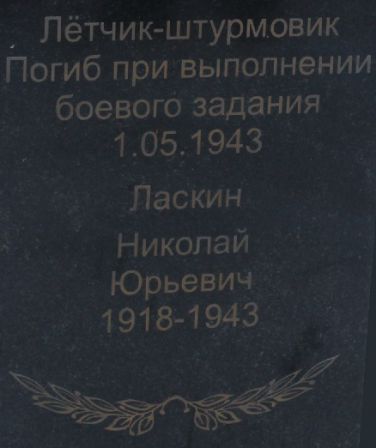 Лётчик-штурмовик
Погиб при выполнении
боевого задания
1.05.1943
Ласкин
Николай
Юрьевич
1918-1943